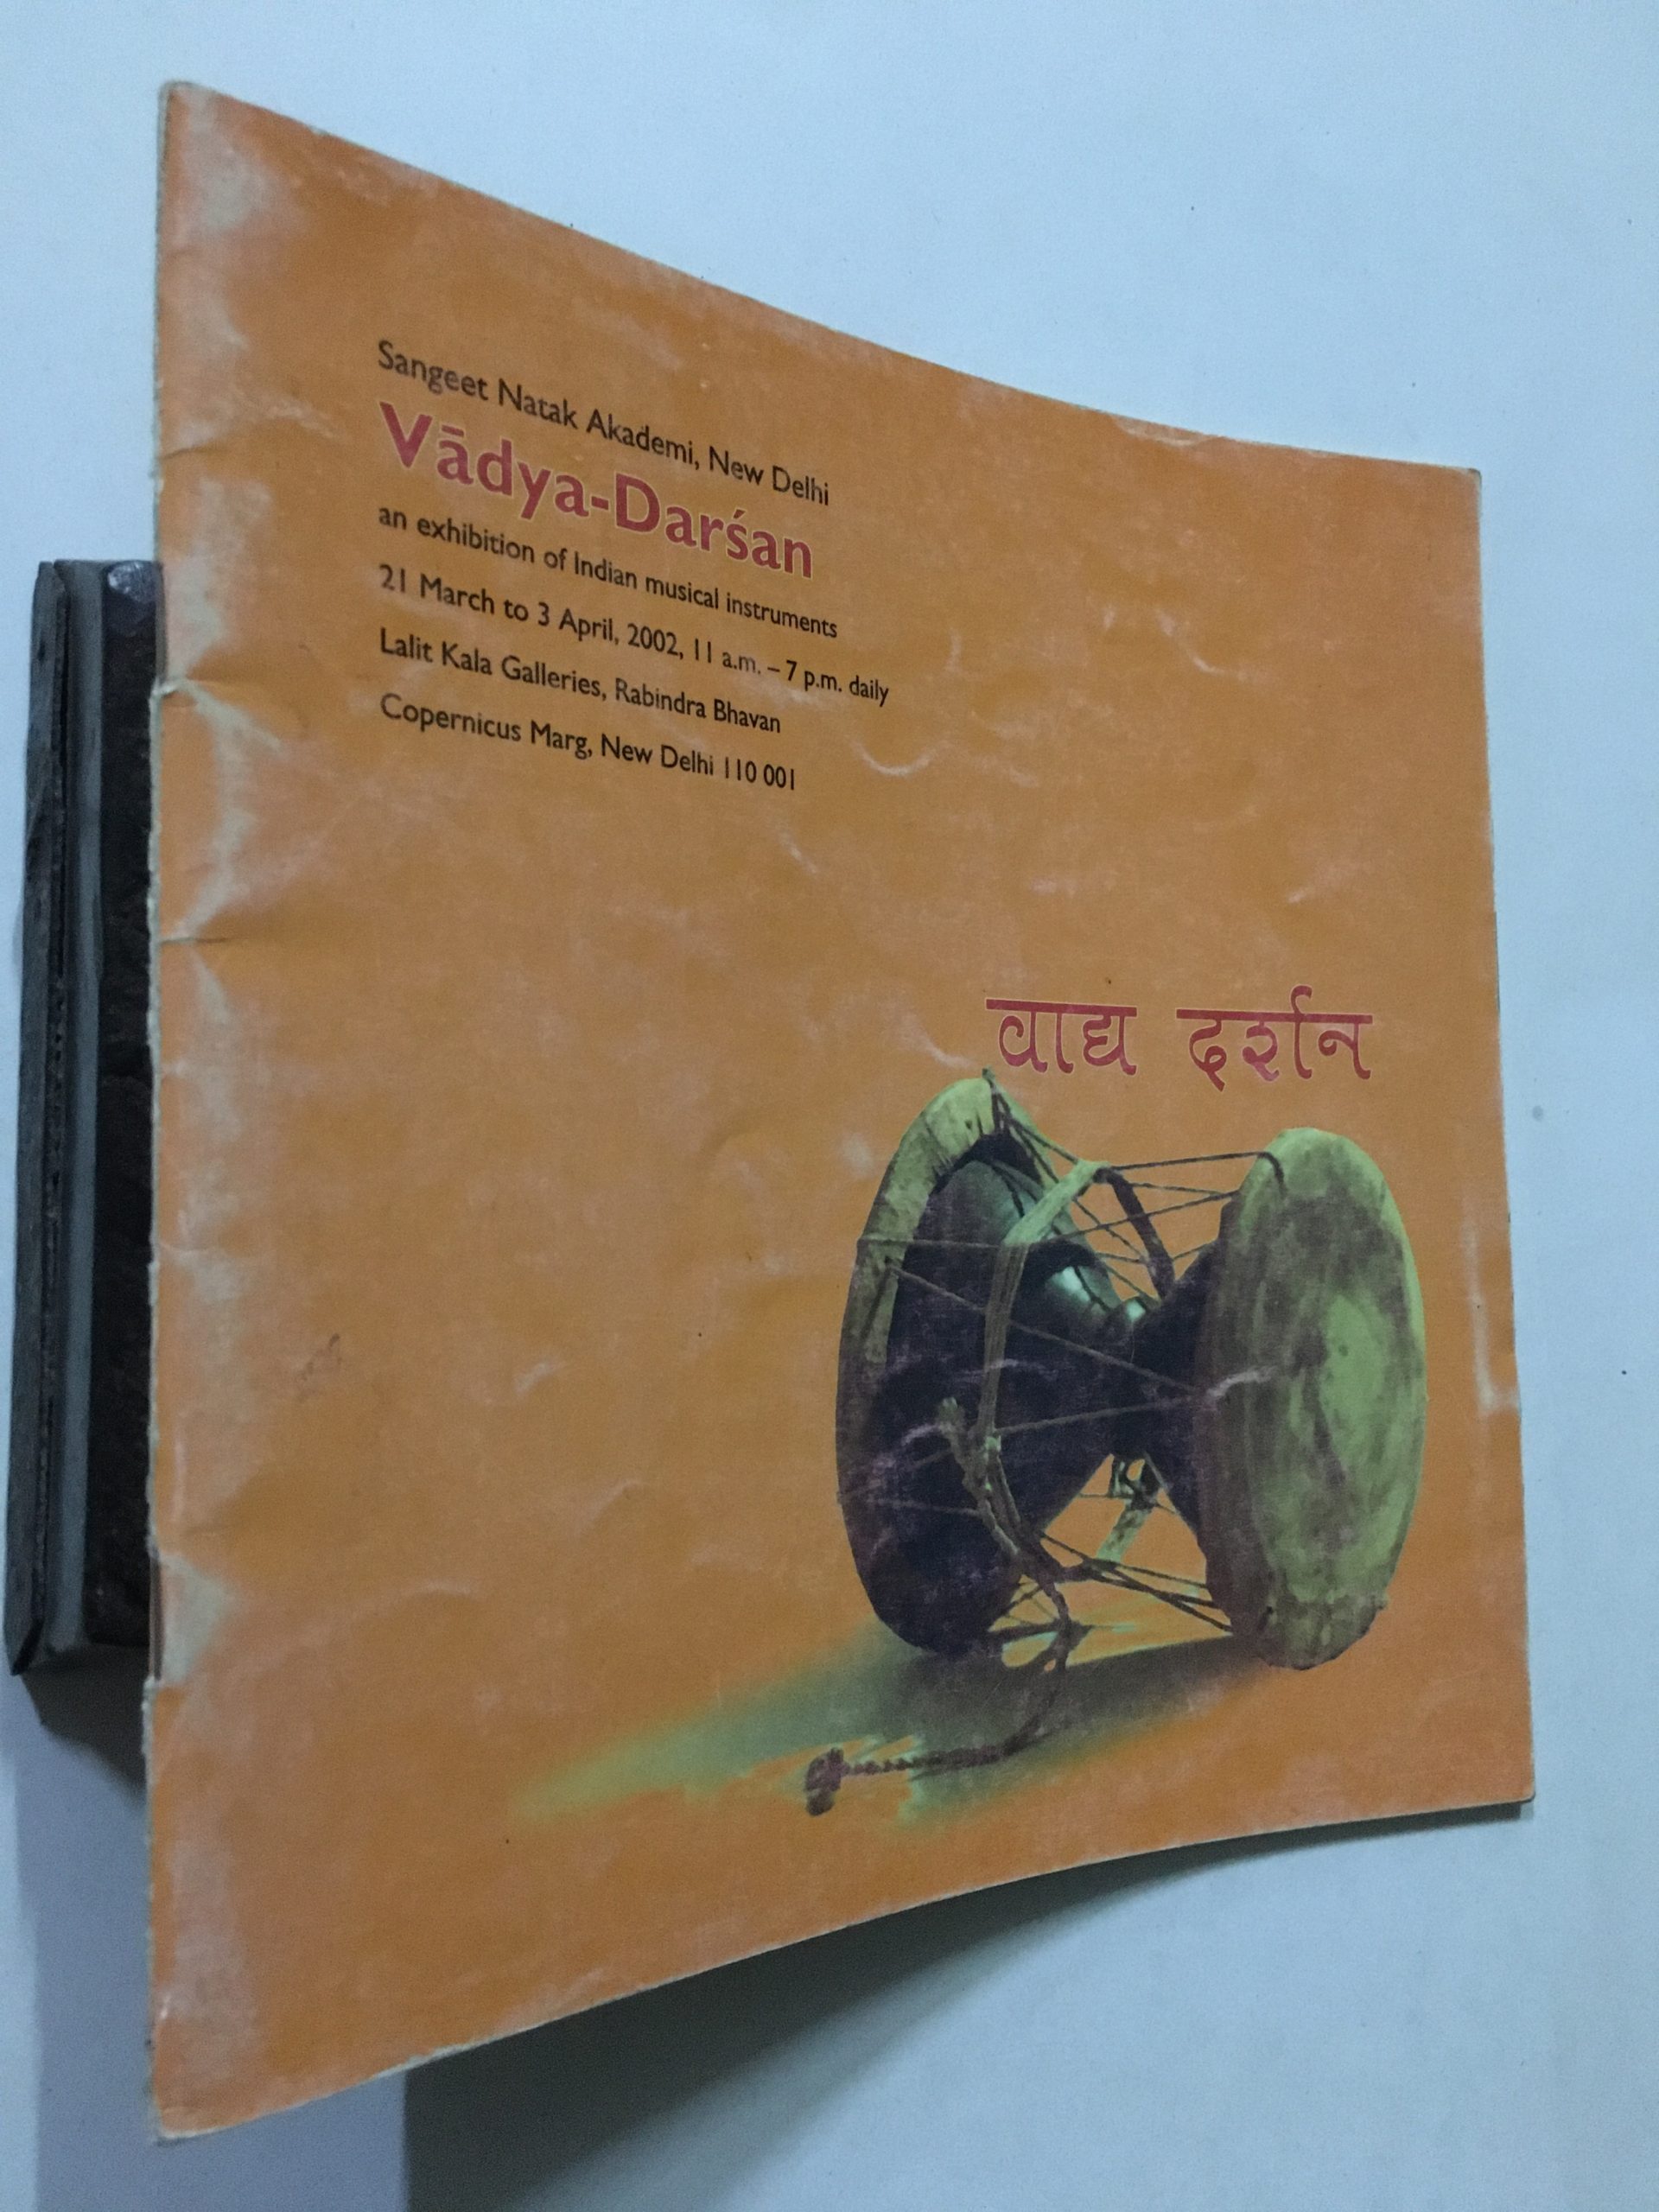 Sangeet Natak Akademi, New Delhi
Vādya-Darśan
an exhibition of Indian musical instruments
21 March to 3 April, 2002, 11 a.m. – 7 p.m. daily
Lalit Kala Galleries, Rabindra Bhavan
Copernicus Marg, New Delhi 110 001
वाद्य दर्शन